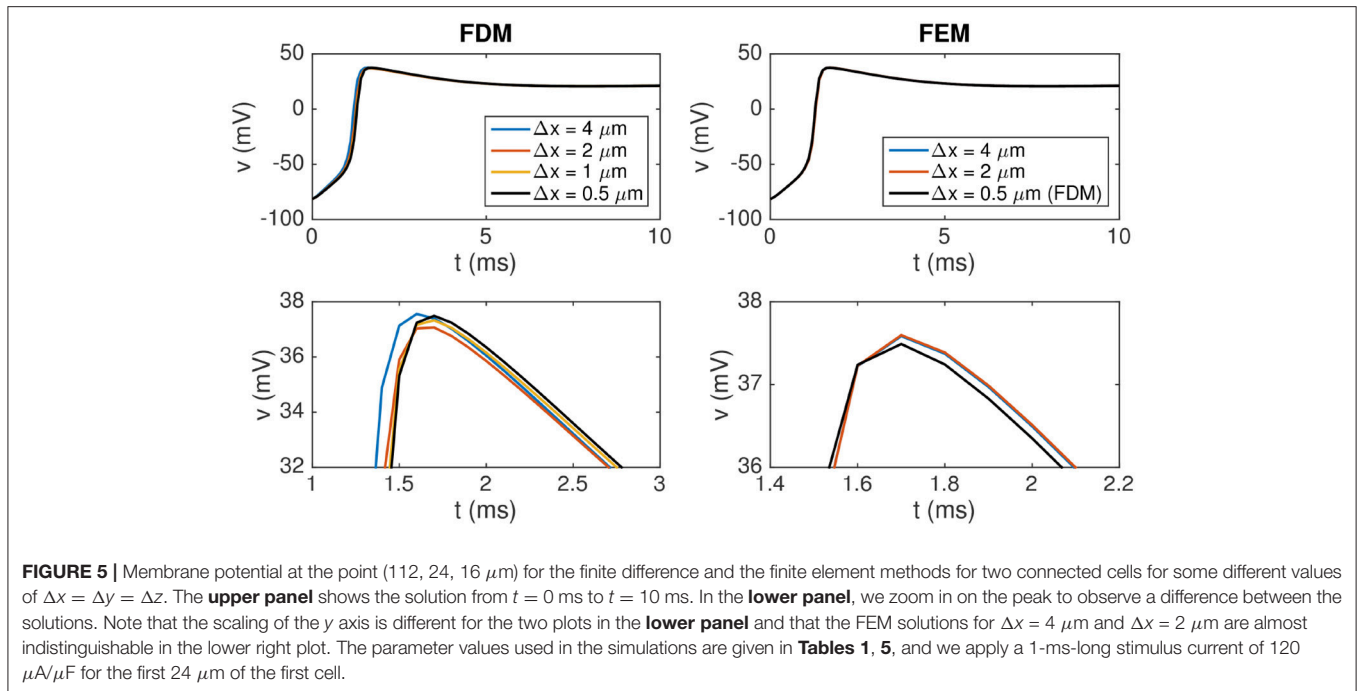 FDM
FEM
50
0
-50
-100
v (mV)
Δx = 4 μm
Δx = 2 μm
Δx = 1 μm
Δx = 0.5 μm
0
5
10
t (ms)
50
0
-50
-100
v (mV)
Δx = 4 μm
Δx = 2 μm
Δx = 0.5 μm (FDM)
0
5
10
t (ms)
38
36
34
32
v (mV)
1
1.5
2
2.5
3
t (ms)
38
37.5
37
36.5
36
v (mV)
1.4
1.6
1.8
2
2.2
t (ms)
FIGURE 5 | Membrane potential at the point (112, 24, 16 μm) for the finite difference and the finite element methods for two connected cells for some different values
of Δx = Δy = Δz. The upper panel shows the solution from t = 0 ms to t = 10 ms. In the lower panel, we zoom in on the peak to observe a difference between the
solutions. Note that the scaling of the y axis is different for the two plots in the lower panel and that the FEM solutions for Δx = 4 μm and Δx = 2 μm are almost
indistinguishable in the lower right plot. The parameter values used in the simulations are given in Tables 1, 5, and we apply a 1-ms-long stimulus current of 120
μA/μF for the first 24 μm of the first cell.